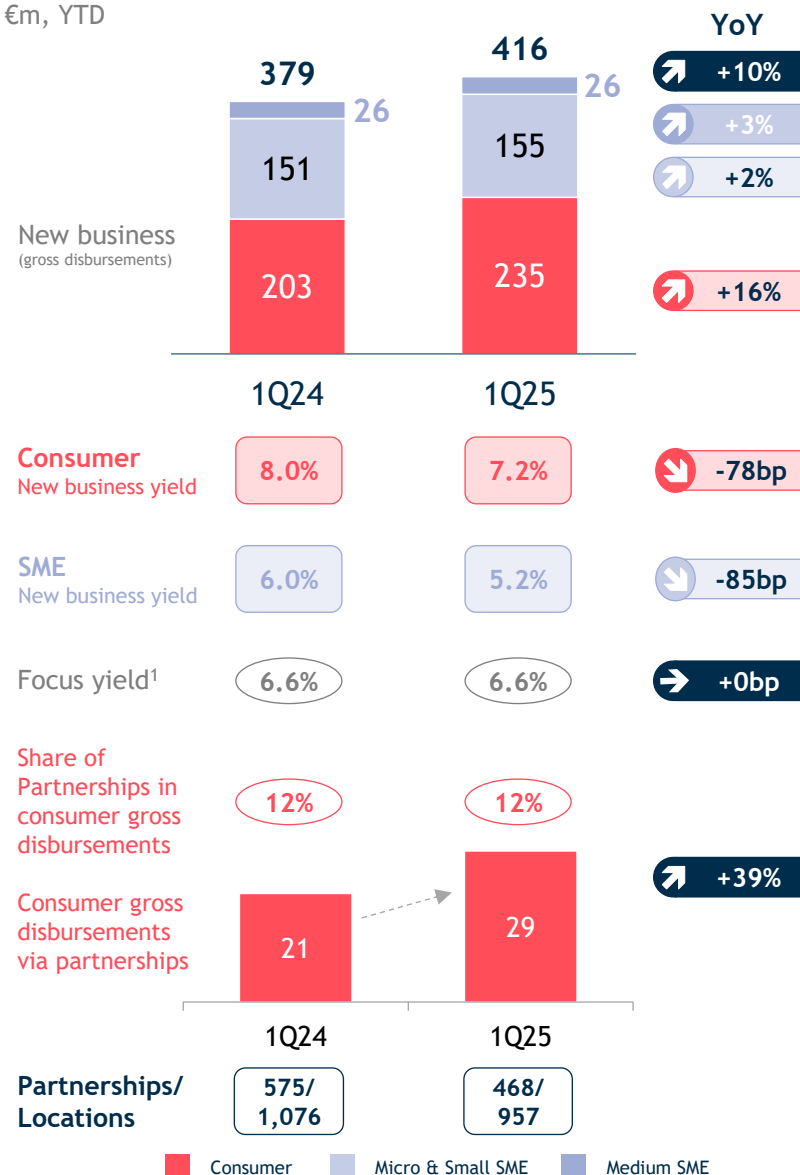 €m, YTD
YoY
379
416
+10%
26
26
+3%
151
155
+2%
New business
(gross disbursements)
203
235
+16%
1Q24
1Q25
Consumer
New business yield
8.0%
7.2%
-78bp
SME
New business yield
6.0%
5.2%
-85bp
Focus yield¹
6.6%
6.6%
+0bp
Share of
Partnerships in
consumer gross
disbursements
12%
12%
Consumer gross
disbursements
via partnerships
21
29
+39%
1Q24
1Q25
Partnerships/
Locations
575/
1,076
468/
957
Consumer
Micro & Small SME
Medium SME